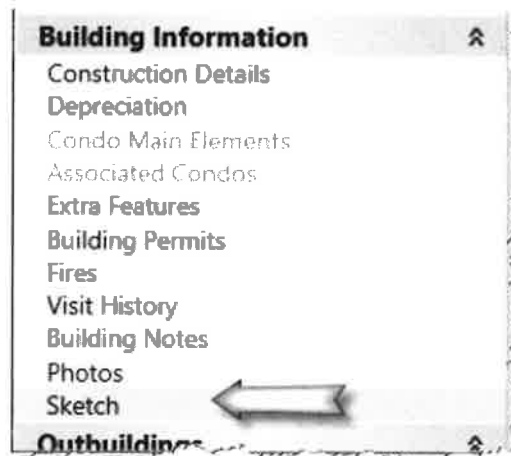 Building Information
Construction Details
Depreciation
Condo Main Elements
Associated Condos
Extra Features
Building Permits
Fires
Visit History
Building Notes
Photos
Sketch
Outbuildings